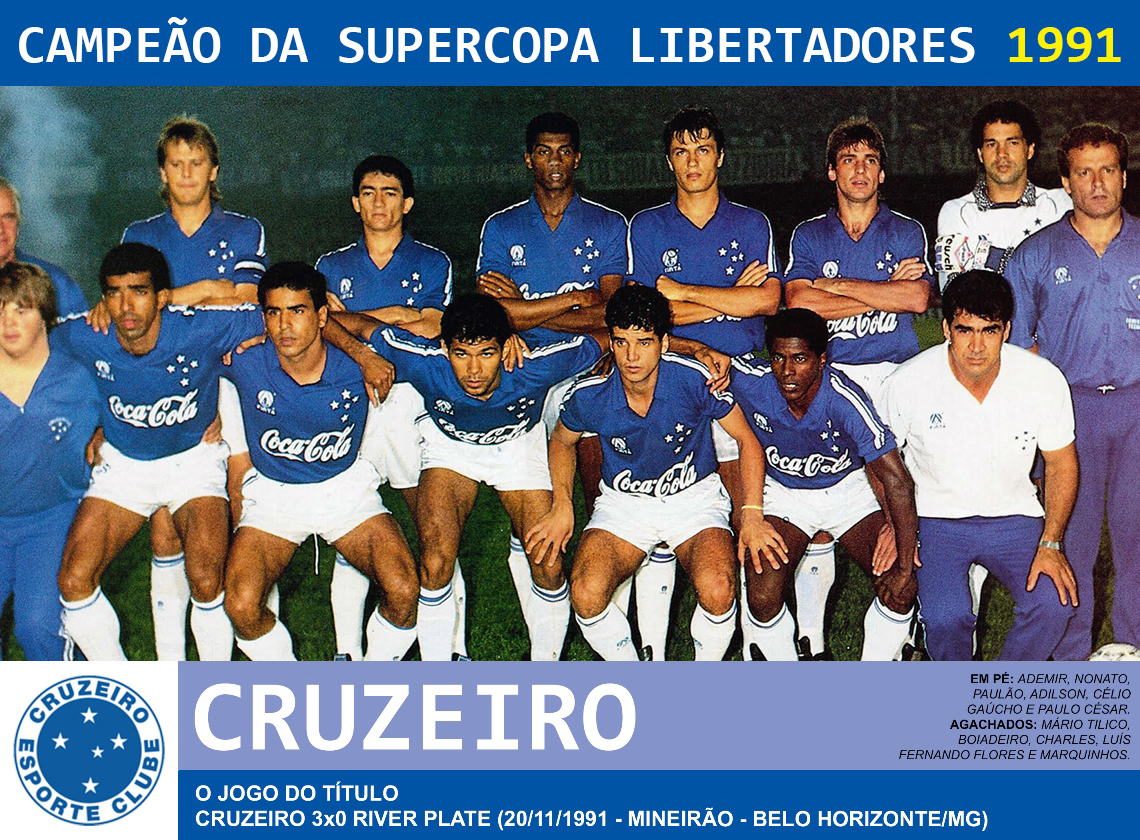 CAMPEÃO DA SUPERCOPA LIBERTADORES 1991
Coca-Cola
Coca-Cola
Coca-Cola
Coca-Cola
Coca-Cola
Coca-Cola
CRUZEIRO
ESPORTE CLUBE
CRUZEIRO
EM PÉ: ADEMIR, NONATO,
PAULÃO, ADILSON, CÉLIO
GAÚCHO E PAULO CÉSAR.
AGACHADOS: MÁRIO TILICO,
BOIADEIRO, CHARLES, LUÍS
FERNANDO FLORES E MARQUINHOS.
O JOGO DO TÍTULO
CRUZEIRO 3x0 RIVER PLATE (20/11/1991 - MINEIRÃO - BELO HORIZONTE/MG)